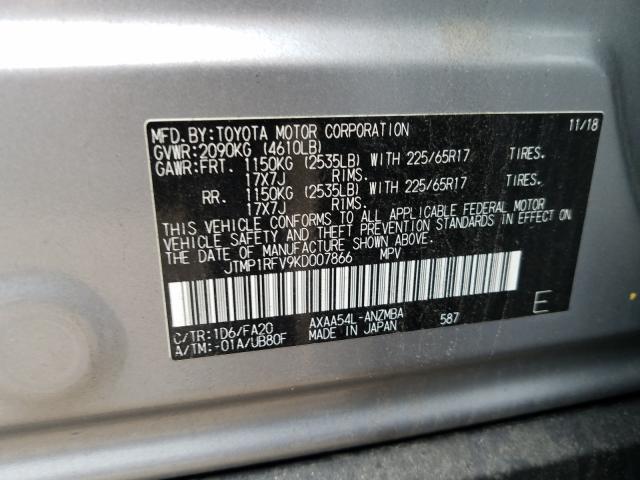 MFD.BY:TOYOTA MOTOR CORPORATION 11/18
GVWR:2090KG (4610LB)
GAWR:FRT. 1150KG (2535LB) WITH 225/65R17 TIRES.
17X7J RIMS.
RR. 1150KG (2535LB) WITH 225/65R17 TIRES.
17X7J RIMS.
THIS VEHICLE CONFORMS TO ALL APPLICABLE FEDERAL MOTOR
VEHICLE SAFETY AND THEFT PREVENTION STANDARDS IN EFFECT ON
THE DATE OF MANUFACTURE SHOWN ABOVE.
JTMP1RFV9KD007866 MPV
C/TR:1D6/FA20 AXAA54L-ANZMBA 587 E
A/TM:-01A/UB80F MADE IN JAPAN